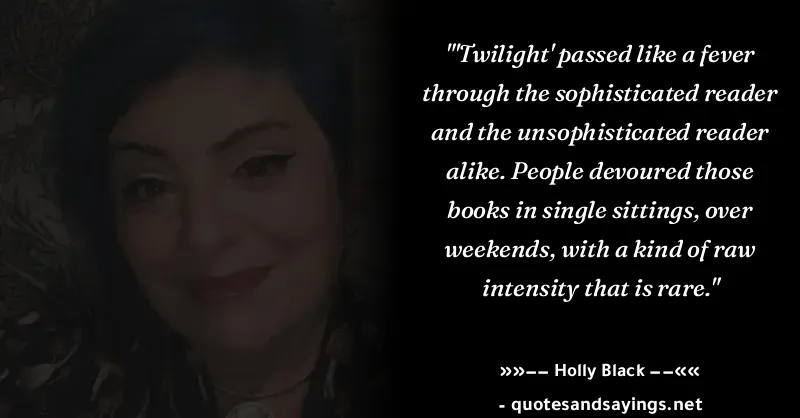 "'Twilight' passed like a fever
through the sophisticated reader
and the unsophisticated reader
alike. People devoured those
books in single sittings, over
weekends, with a kind of raw
intensity that is rare."
»»−− Holly Black −−««
- quotesandsayings.net